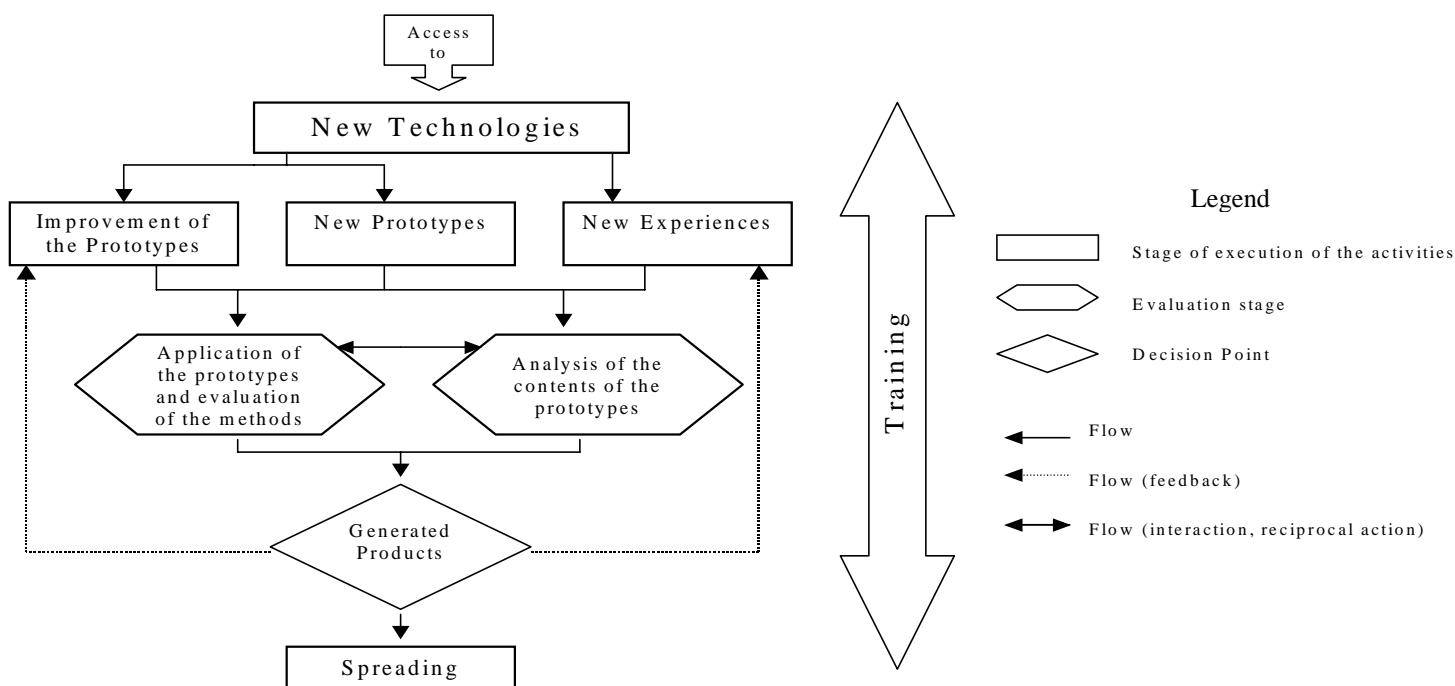 Access
to
New Technologies
Improvement of
the Prototypes
New Prototypes
New Experiences
Application of
the prototypes
and evaluation
of the methods
Analysis of the
contents of the
prototypes
Generated
Products
Spreading
Training
Legend
Stage of execution of the activities
Evaluation stage
Decision Point
Flow
Flow (feedback)
Flow (interaction, reciprocal action)